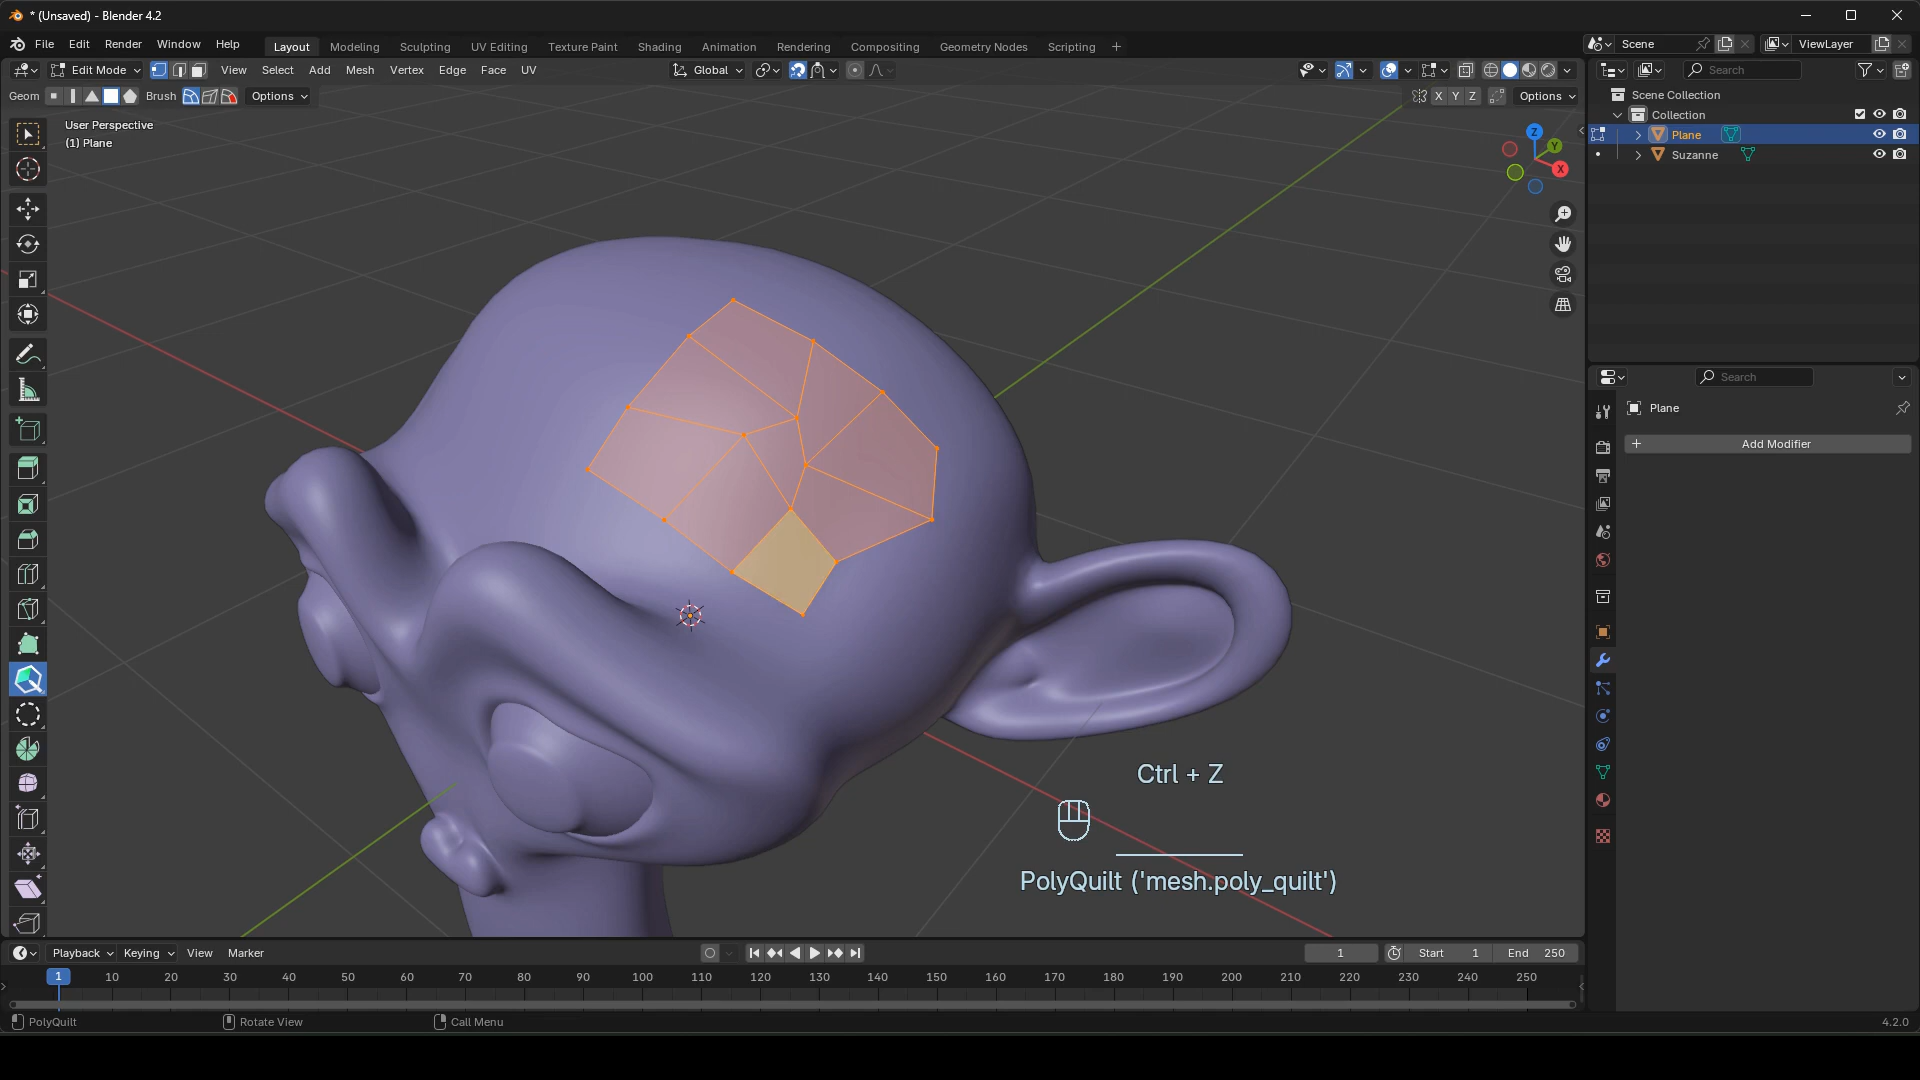 * (Unsaved) - Blender 4.2
File Edit Render Window Help Layout Modeling Sculpting UV Editing Texture Paint Shading Animation Rendering Compositing Geometry Nodes Scripting + Scene ViewLayer
Edit Mode View Select Add Mesh Vertex Edge Face UV Global Search
Geom Brush Options X Y Z Options
Scene Collection
Collection
Plane
Suzanne
User Perspective
(1) Plane
Z
Y
X
Search
Plane
+ Add Modifier
Ctrl + Z
PolyQuilt ('mesh.poly_quilt')
Playback Keying View Marker 1 Start 1 End 250
1 10 20 30 40 50 60 70 80 90 100 110 120 130 140 150 160 170 180 190 200 210 220 230 240 250
PolyQuilt Rotate View Call Menu 4.2.0